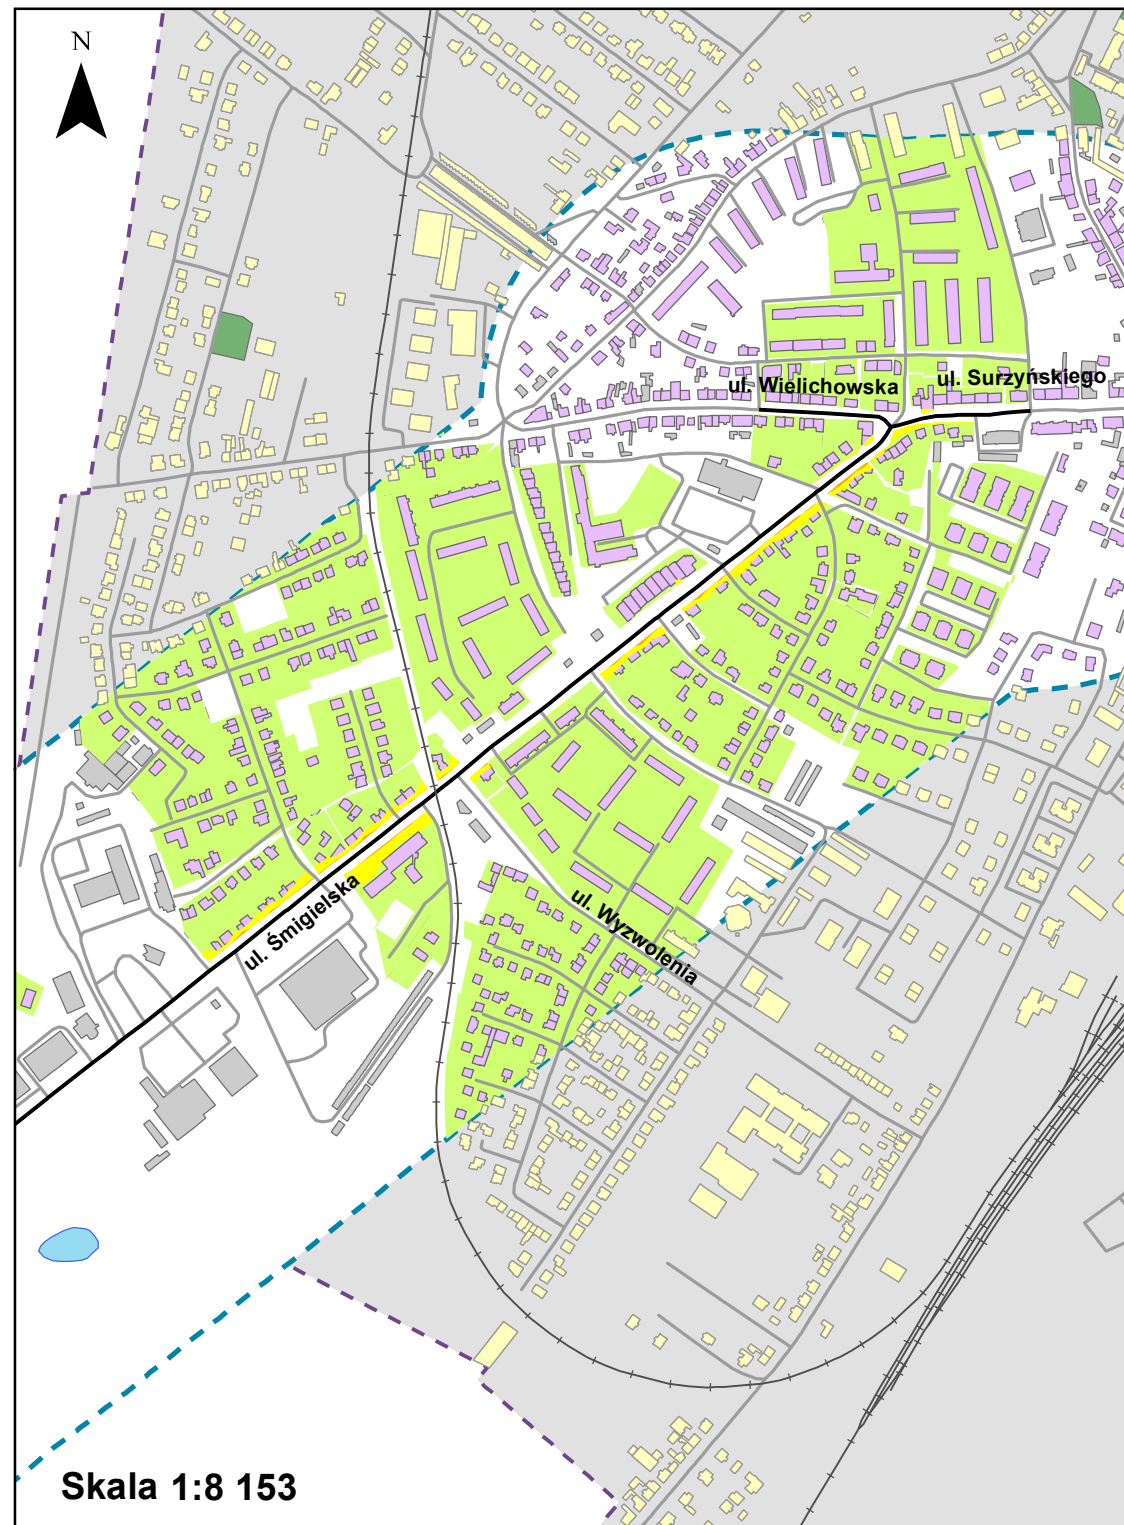 N
ul. Wielichowska
ul. Surzyńskiego
ul. Śmigielska
ul. Wyzwolenia
Skala 1:8 153